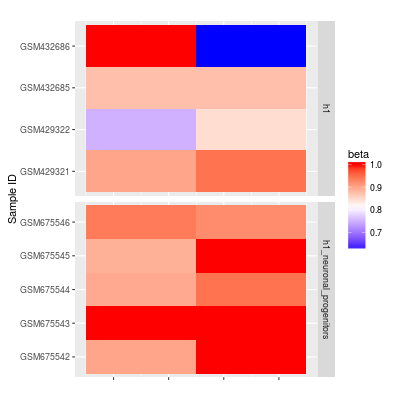 Sample ID
GSM432686
GSM432685
GSM429322
GSM429321
h1
GSM675546
GSM675545
GSM675544
GSM675543
GSM675542
h1_neuronal_progenitors
beta
1.0
0.9
0.8
0.7